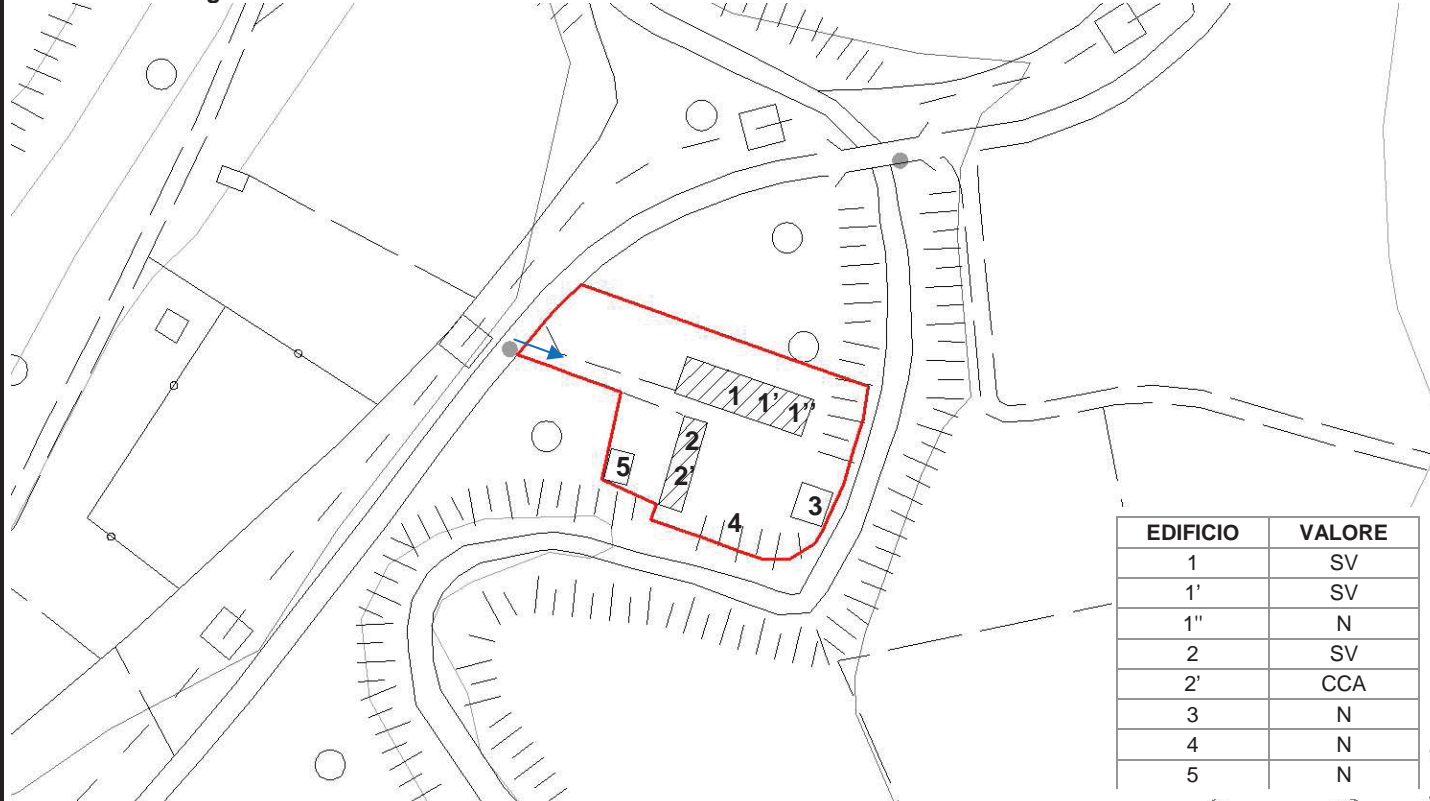 1 1' 1''
2
2'
5
3
4
EDIFICIO VALORE
1 SV
1' SV
1" N
2 SV
2' CCA
3 N
4 N
5 N